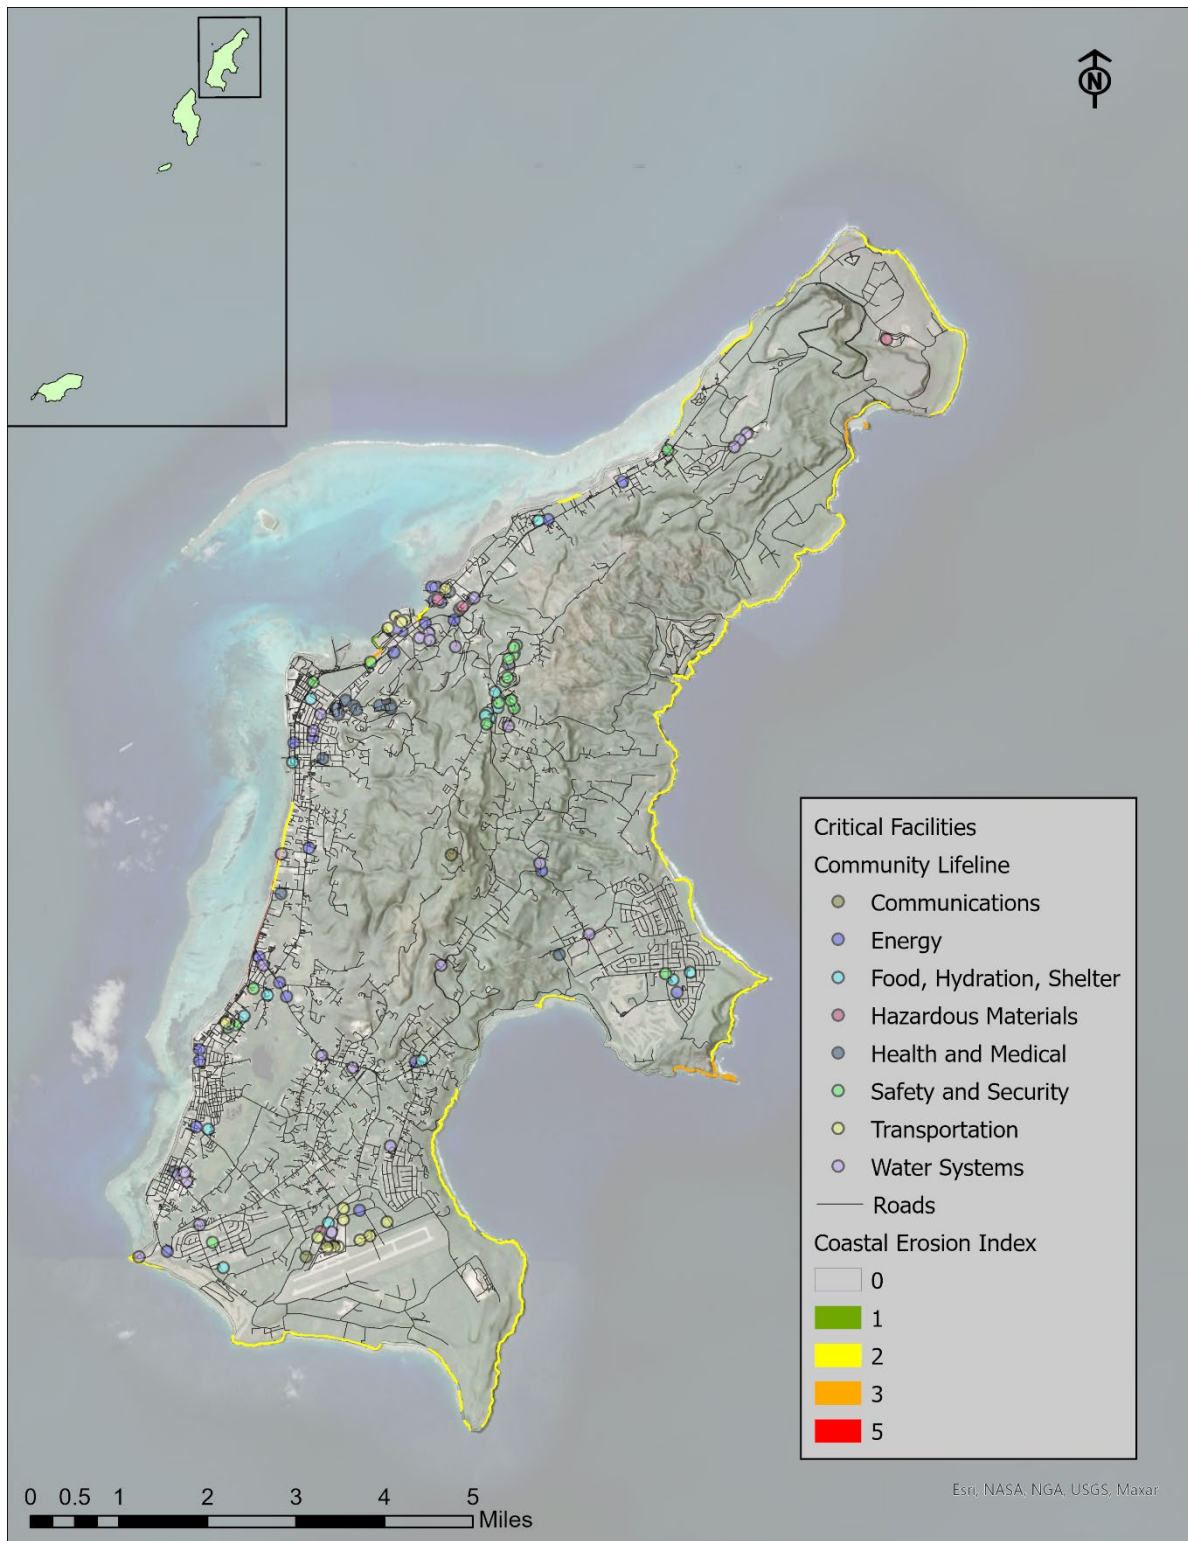 N
Critical Facilities
Community Lifeline
Communications
Energy
Food, Hydration, Shelter
Hazardous Materials
Health and Medical
Safety and Security
Transportation
Water Systems
Roads
Coastal Erosion Index
0
1
2
3
5
Esri, NASA, NGA, USGS, Maxar
0 0.5 1 2 3 4 5
Miles